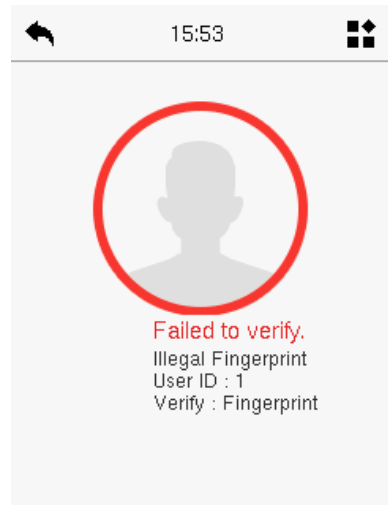 15:53
Failed to verify.
Illegal Fingerprint
User ID : 1
Verify : Fingerprint